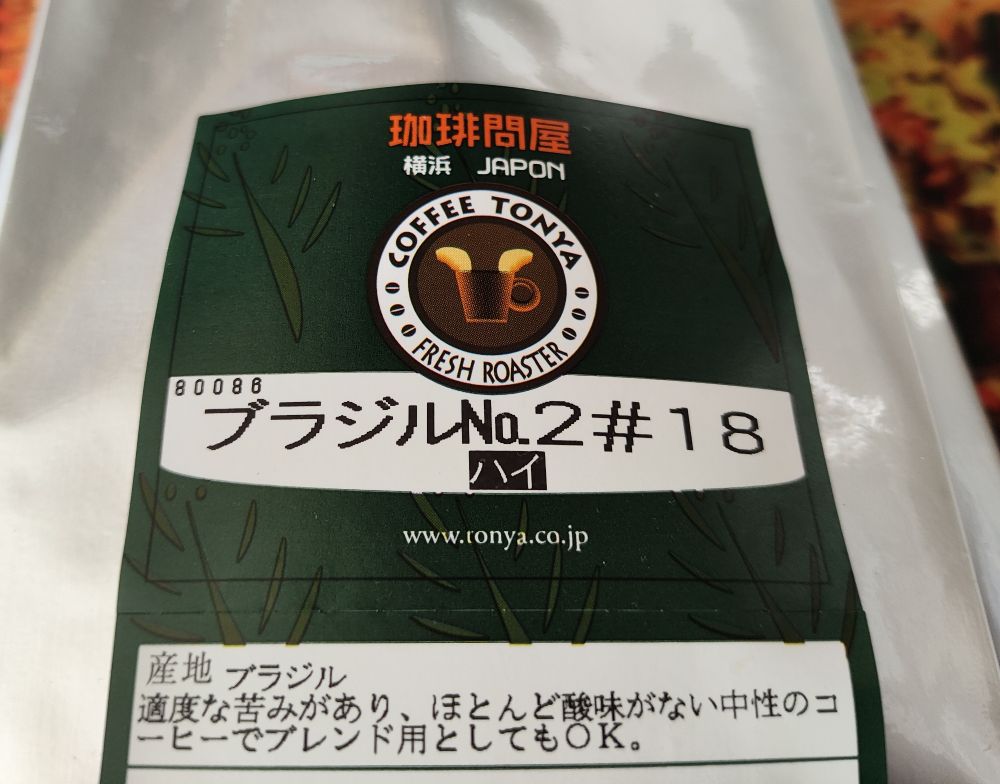 珈琲問屋
横浜 JAPON
COFFEE TONYA
FRESH ROASTER
80086
ブラジル№2#18
ハイ
www.tonya.co.jp
産地 ブラジル
適度な苦みがあり、ほとんど酸味がない中性のコ
ーヒーでブレンド用としてもOK。